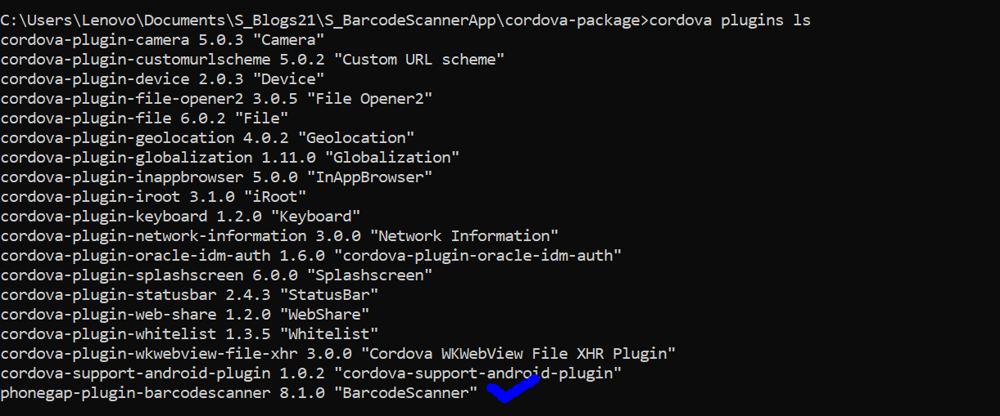 C:\Users\Lenovo\Documents\S_Blogs21\S_BarcodeScannerApp\cordova-package>cordova plugins ls
cordova-plugin-camera 5.0.3 "Camera"
cordova-plugin-customurlscheme 5.0.2 "Custom URL scheme"
cordova-plugin-device 2.0.3 "Device"
cordova-plugin-file-opener2 3.0.5 "File Opener2"
cordova-plugin-file 6.0.2 "File"
cordova-plugin-geolocation 4.0.2 "Geolocation"
cordova-plugin-globalization 1.11.0 "Globalization"
cordova-plugin-inappbrowser 5.0.0 "InAppBrowser"
cordova-plugin-iroot 3.1.0 "iRoot"
cordova-plugin-keyboard 1.2.0 "Keyboard"
cordova-plugin-network-information 3.0.0 "Network Information"
cordova-plugin-oracle-idm-auth 1.6.0 "cordova-plugin-oracle-idm-auth"
cordova-plugin-splashscreen 6.0.0 "Splashscreen"
cordova-plugin-statusbar 2.4.3 "StatusBar"
cordova-plugin-web-share 1.2.0 "WebShare"
cordova-plugin-whitelist 1.3.5 "Whitelist"
cordova-plugin-wkwebview-file-xhr 3.0.0 "Cordova WKWebView File XHR Plugin"
cordova-support-android-plugin 1.0.2 "cordova-support-android-plugin"
phonegap-plugin-barcodescanner 8.1.0 "BarcodeScanner"